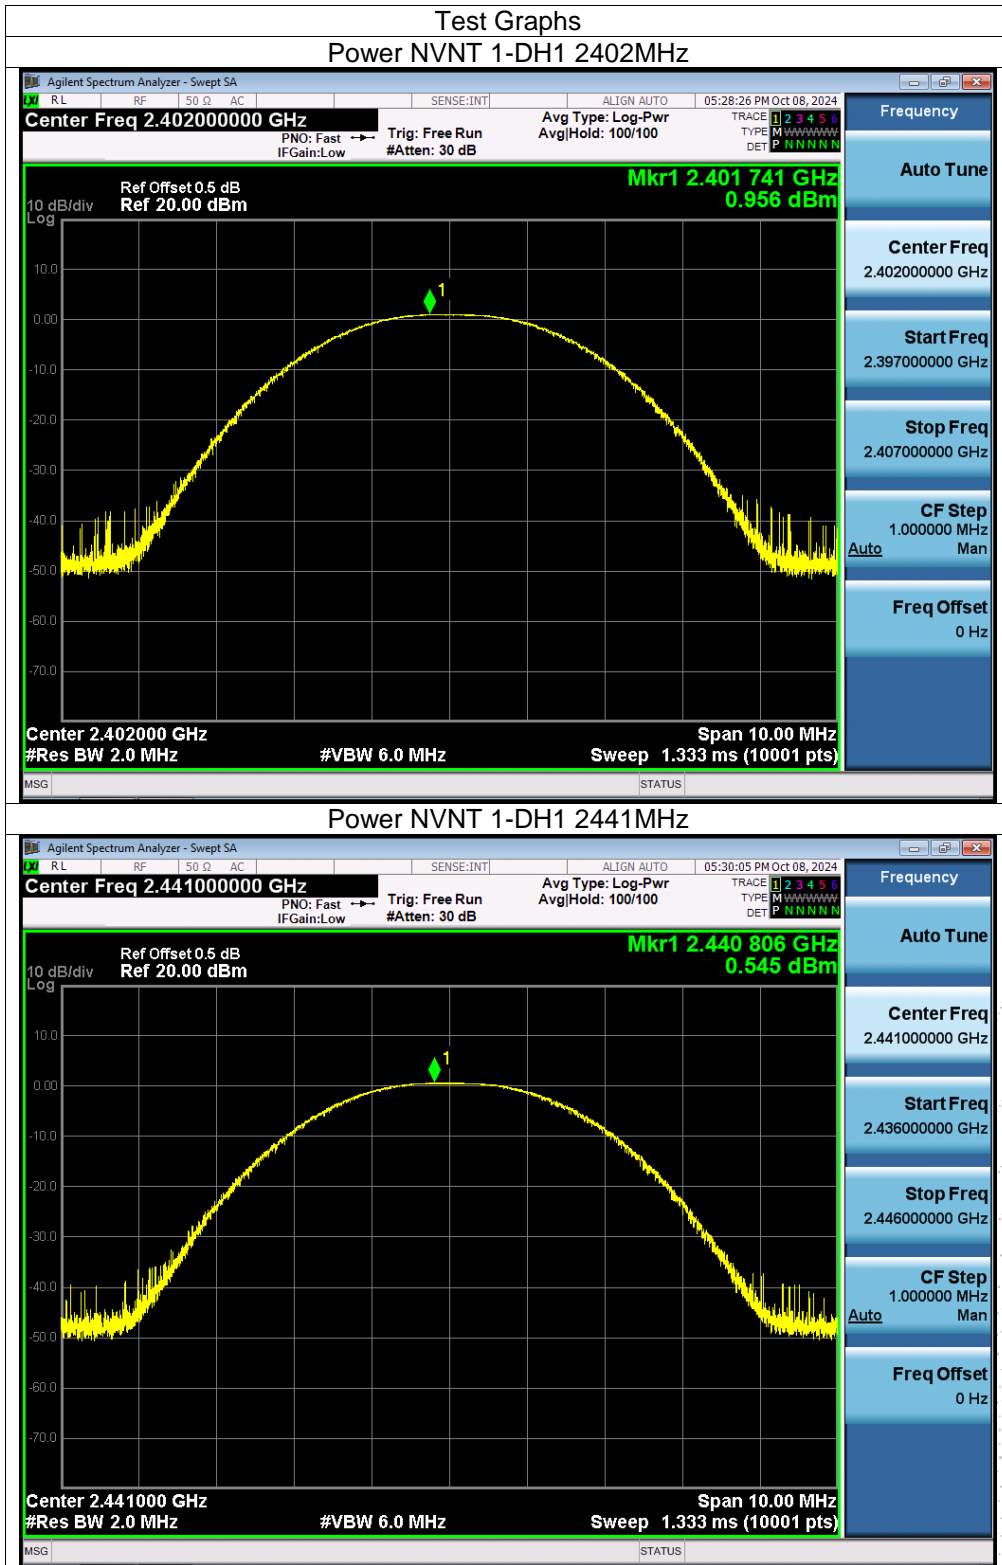 Test Graphs
Power NVNT 1-DH1 2402MHz
Agilent Spectrum Analyzer - Swept SA
LXI RL RF 50 Ω AC SENSE:INT ALIGN AUTO 05:28:26 PM Oct 08, 2024
Center Freq 2.402000000 GHz
PNO: Fast
IFGain:Low
Trig: Free Run
#Atten: 30 dB
Avg Type: Log-Pwr
Avg|Hold: 100/100
TRACE 1 2 3 4 5 6
TYPE M WWWWW
DET P N N N N N
Mkr1 2.401 741 GHz
0.956 dBm
Ref Offset 0.5 dB
10 dB/div Ref 20.00 dBm
Log
10.0
0.00
-10.0
-20.0
-30.0
-40.0
-50.0
-60.0
-70.0
1
Center 2.402000 GHz Span 10.00 MHz
#Res BW 2.0 MHz #VBW 6.0 MHz Sweep 1.333 ms (10001 pts)
MSG STATUS
Frequency
Auto Tune
Center Freq
2.402000000 GHz
Start Freq
2.397000000 GHz
Stop Freq
2.407000000 GHz
CF Step
1.000000 MHz
Auto Man
Freq Offset
0 Hz
Power NVNT 1-DH1 2441MHz
Agilent Spectrum Analyzer - Swept SA
LXI RL RF 50 Ω AC SENSE:INT ALIGN AUTO 05:30:05 PM Oct 08, 2024
Center Freq 2.441000000 GHz
PNO: Fast
IFGain:Low
Trig: Free Run
#Atten: 30 dB
Avg Type: Log-Pwr
Avg|Hold: 100/100
TRACE 1 2 3 4 5 6
TYPE M WWWWW
DET P N N N N N
Mkr1 2.440 806 GHz
0.545 dBm
Ref Offset 0.5 dB
10 dB/div Ref 20.00 dBm
Log
10.0
0.00
-10.0
-20.0
-30.0
-40.0
-50.0
-60.0
-70.0
1
Center 2.441000 GHz Span 10.00 MHz
#Res BW 2.0 MHz #VBW 6.0 MHz Sweep 1.333 ms (10001 pts)
MSG STATUS
Frequency
Auto Tune
Center Freq
2.441000000 GHz
Start Freq
2.436000000 GHz
Stop Freq
2.446000000 GHz
CF Step
1.000000 MHz
Auto Man
Freq Offset
0 Hz